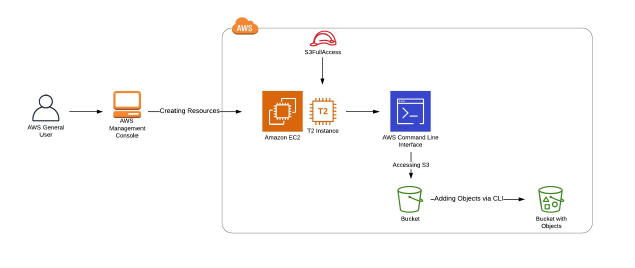 AWS
S3FullAccess
AWS General
User
AWS
Management
Console
Creating Resources
Amazon EC2
T2
T2 Instance
AWS Command Line
Interface
Accessing S3
Bucket
Adding Objects via CLI
Bucket with
Objects